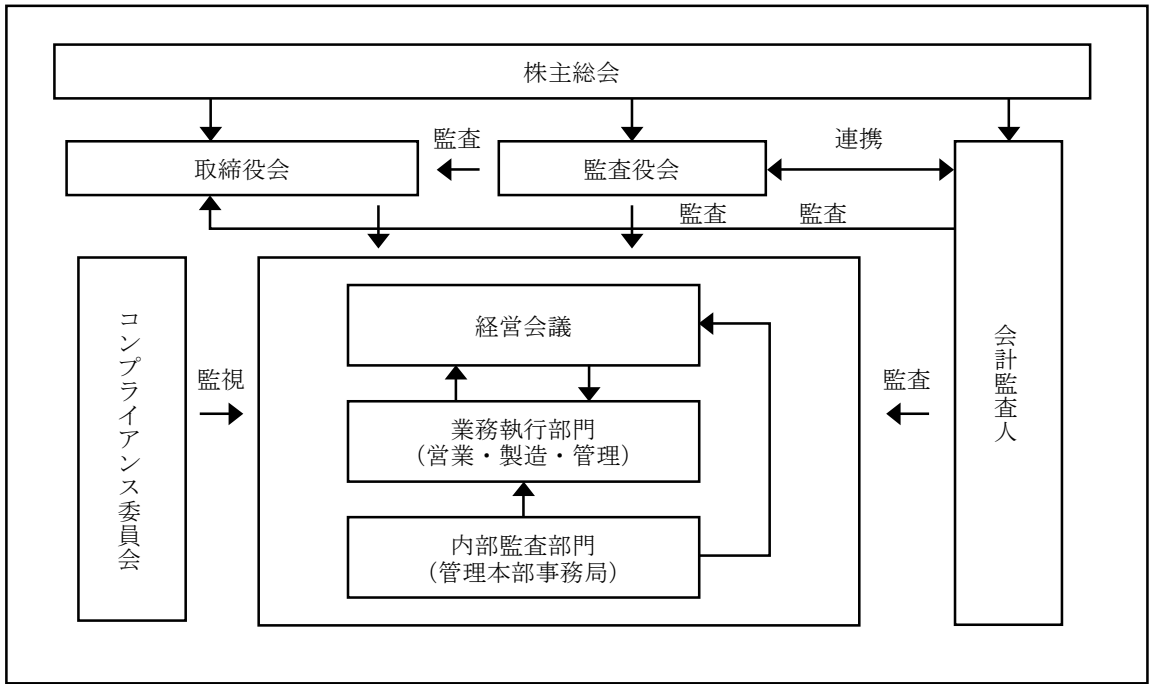 株主総会
取締役会
監査
監査役会
連携
監査
監査
コンプライアンス委員会
監視
経営会議
業務執行部門
（営業・製造・管理）
内部監査部門
（管理本部事務局）
監査
会計監査人